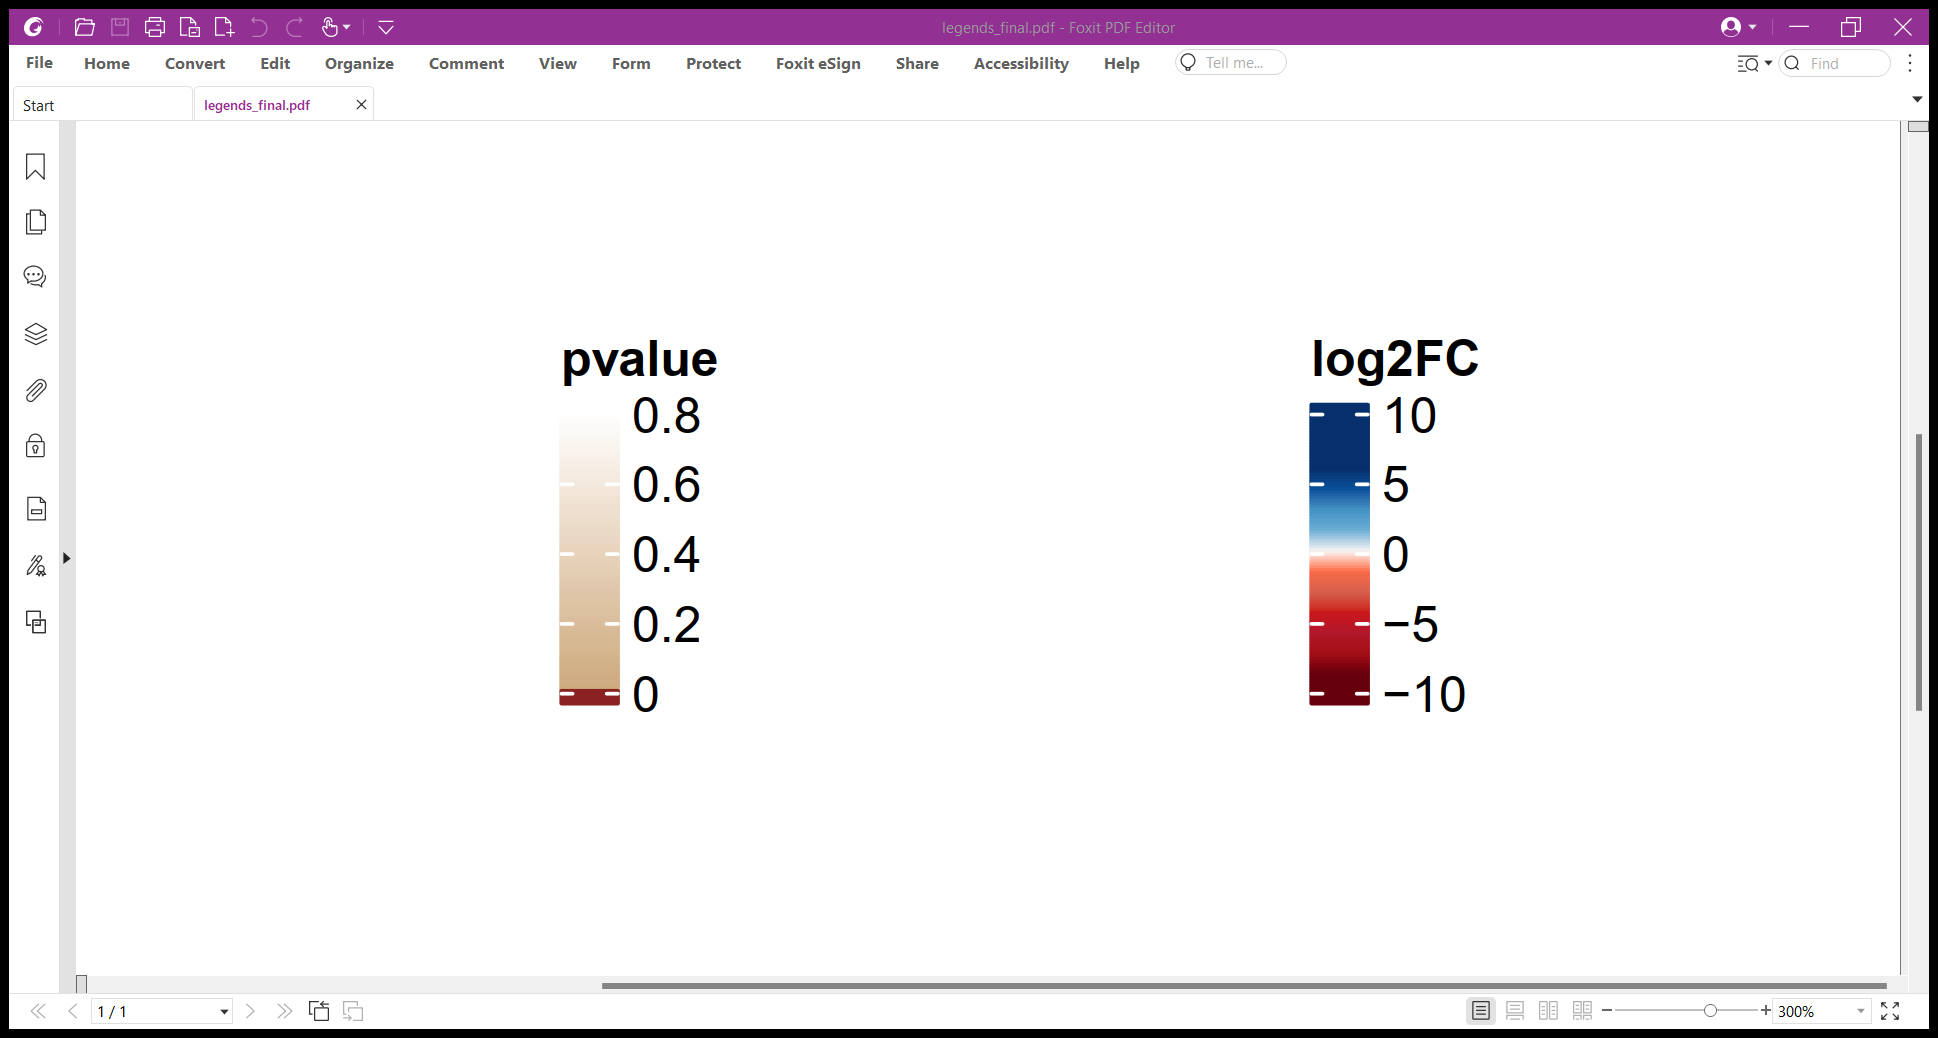 legends_final.pdf - Foxit PDF Editor
File Home Convert Edit Organize Comment View Form Protect Foxit eSign Share Accessibility Help Tell me... Find
Start legends_final.pdf
pvalue
0.8
0.6
0.4
0.2
0
log2FC
10
5
0
−5
−10
1 / 1 300%